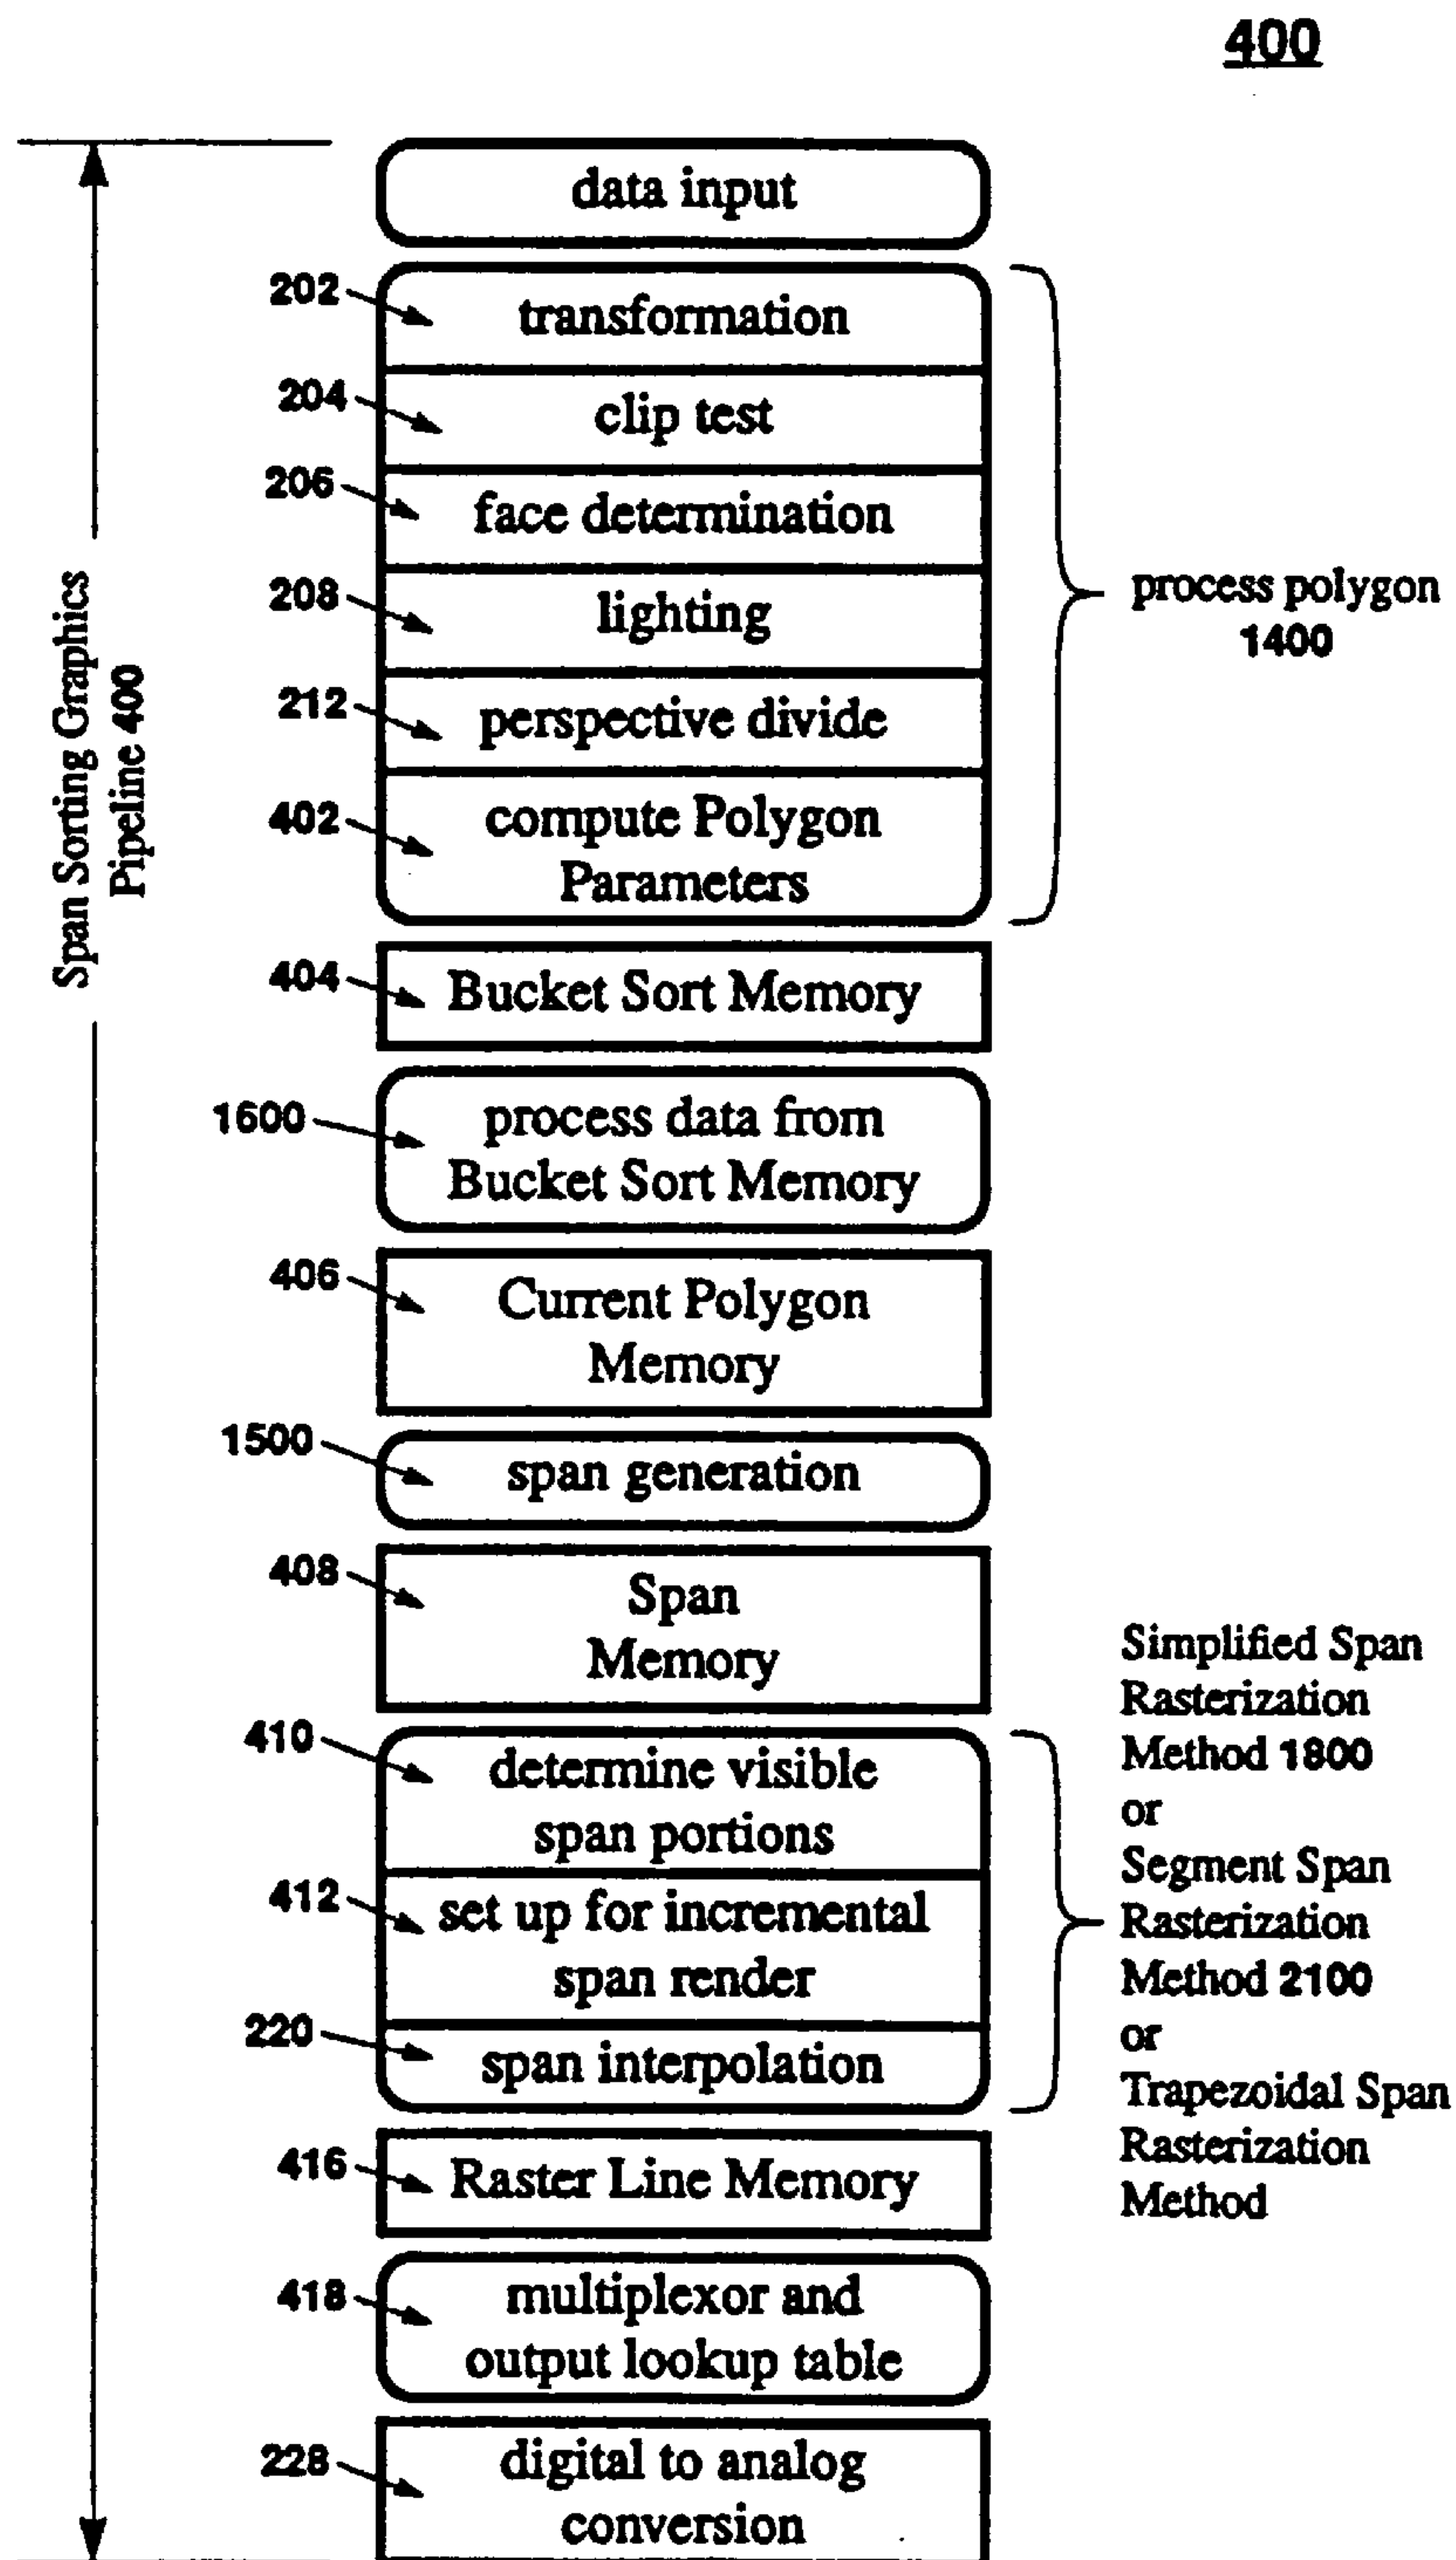 400
data input
202
transformation
204
clip test
206
face determination
208
lighting
212
perspective divide
402
compute Polygon
Parameters
process polygon
1400
Span Sorting Graphics
Pipeline 400
404
Bucket Sort Memory
1600
process data from
Bucket Sort Memory
406
Current Polygon
Memory
1500
span generation
408
Span
Memory
410
determine visible
span portions
412
set up for incremental
span render
220
span interpolation
Simplified Span
Rasterization
Method 1800
or
Segment Span
Rasterization
Method 2100
or
Trapezoidal Span
Rasterization
Method
416
Raster Line Memory
418
multiplexor and
output lookup table
228
digital to analog
conversion